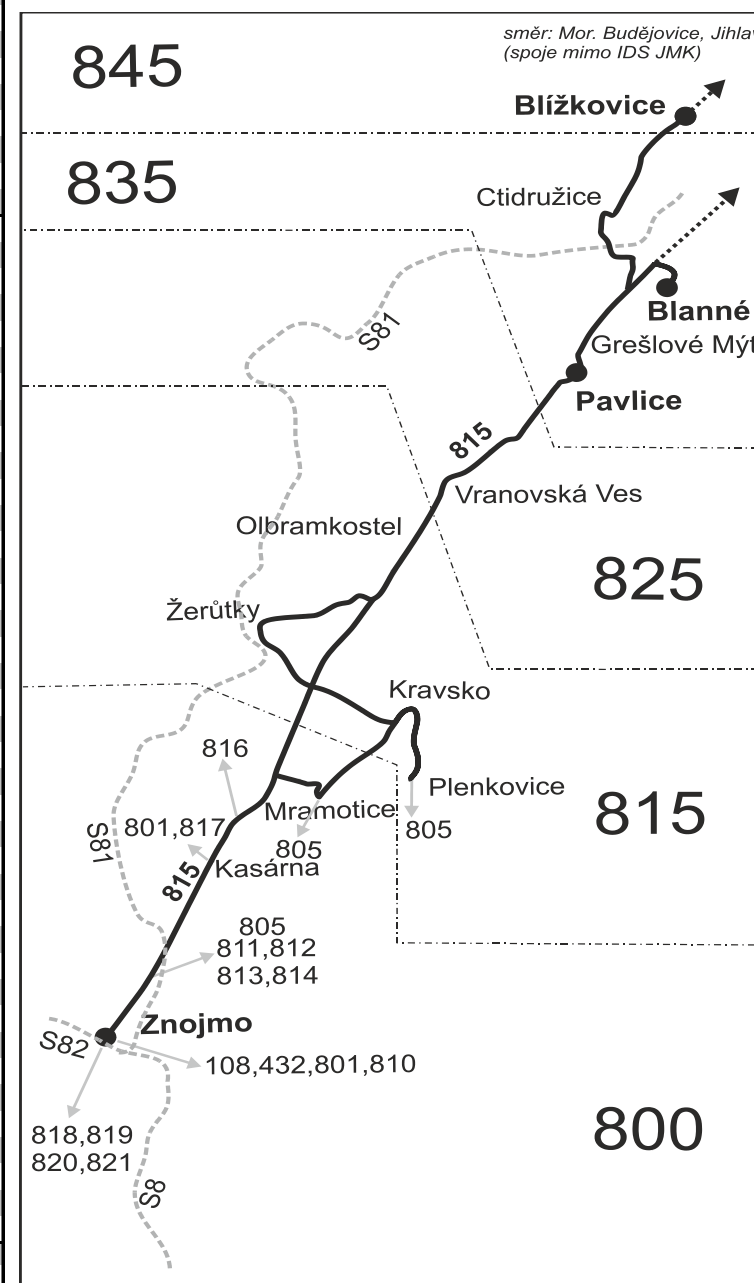 směr: Mor. Budějovice, Jihlav
(spoje mimo IDS JMK)
845
Blížkovice
835
Ctidružice
Blanné
S81
Grešlové Mýt
Pavlice
815
Vranovská Ves
Olbramkostel
825
Žerůtky
Kravsko
816
Plenkovice
815
Mramotice
801,817
805
S81
805
Kasárna
815
805
811,812
813,814
Znojmo
S82
108,432,801,810
800
818,819
820,821
S8